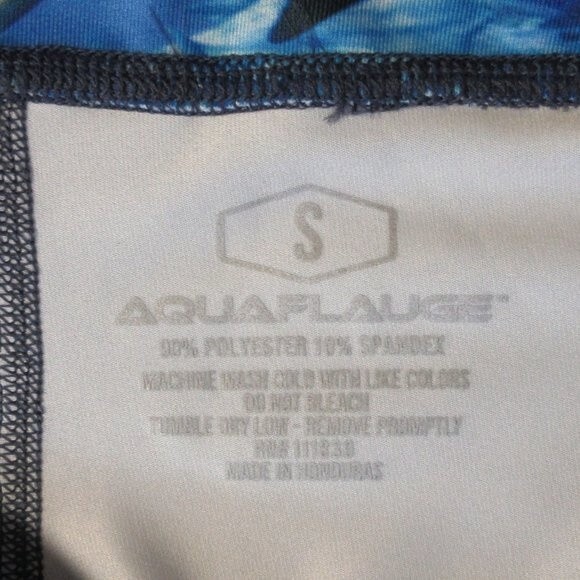 S
AQUAFLAUGE™
90% POLYESTER 10% SPANDEX
MACHINE WASH COLD WITH LIKE COLORS
DO NOT BLEACH
TUMBLE DRY LOW - REMOVE PROMPTLY
RN#
MADE IN HONDURAS